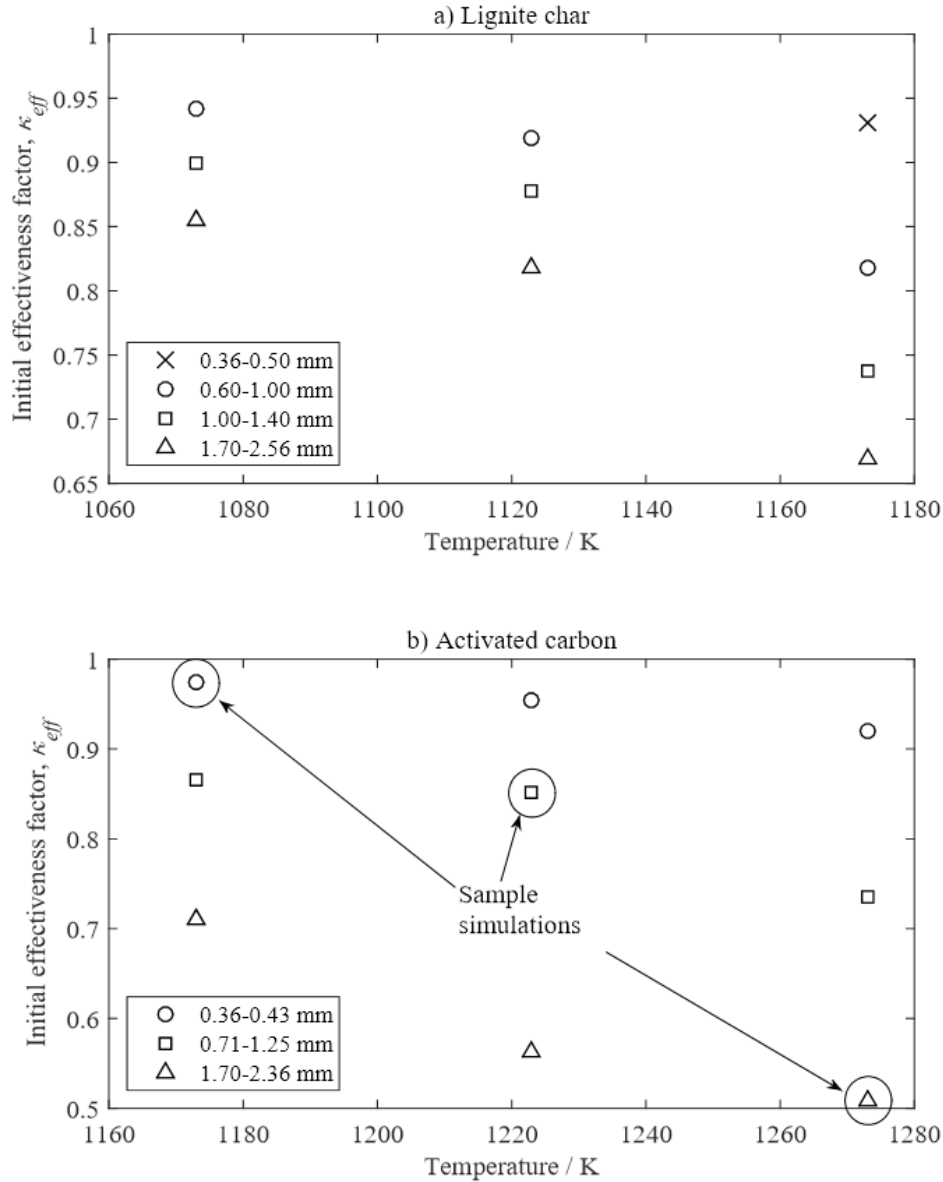 a) Lignite char
Initial effectiveness factor, κeff
1
0.95
0.9
0.85
0.8
0.75
0.7
0.65
0.36-0.50 mm
0.60-1.00 mm
1.00-1.40 mm
1.70-2.56 mm
1060 1080 1100 1120 1140 1160 1180
Temperature / K
b) Activated carbon
Initial effectiveness factor, κeff
1
0.9
0.8
0.7
0.6
0.5
Sample
simulations
0.36-0.43 mm
0.71-1.25 mm
1.70-2.36 mm
1160 1180 1200 1220 1240 1260 1280
Temperature / K